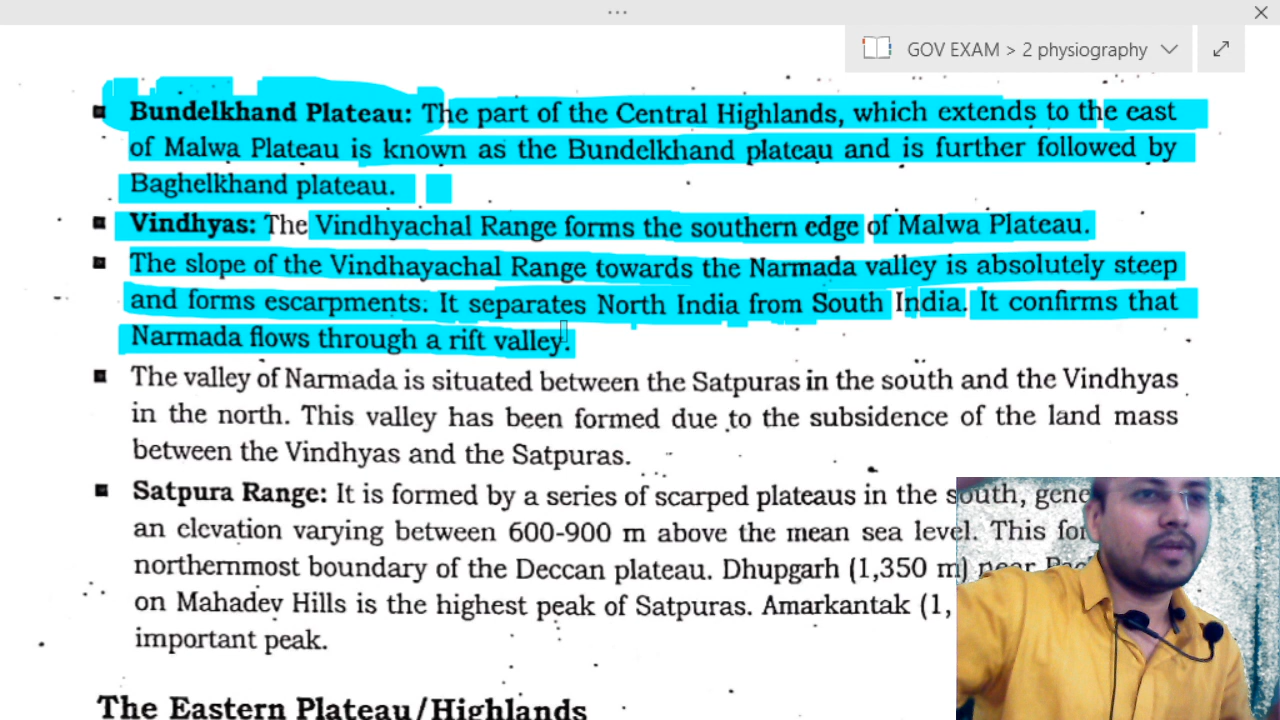 GOV EXAM > 2 physiography
Bundelkhand Plateau: The part of the Central Highlands, which extends to the east
of Malwa Plateau is known as the Bundelkhand plateau and is further followed by
Baghelkhand plateau.
Vindhyas: The Vindhyachal Range forms the southern edge of Malwa Plateau.
The slope of the Vindhayachal Range towards the Narmada valley is absolutely steep
and forms escarpments. It separates North India from South India. It confirms that
Narmada flows through a rift valley.
The valley of Narmada is situated between the Satpuras in the south and the Vindhyas
in the north. This valley has been formed due to the subsidence of the land mass
between the Vindhyas and the Satpuras.
Satpura Range: It is formed by a series of scarped plateaus in the south,
an elevation varying between 600-900 m above the mean sea level. This
northernmost boundary of the Deccan plateau. Dhupgarh (1,350 m) near
on Mahadev Hills is the highest peak of Satpuras. Amarkantak (1,
important peak.
The Eastern Plateau/Highlands